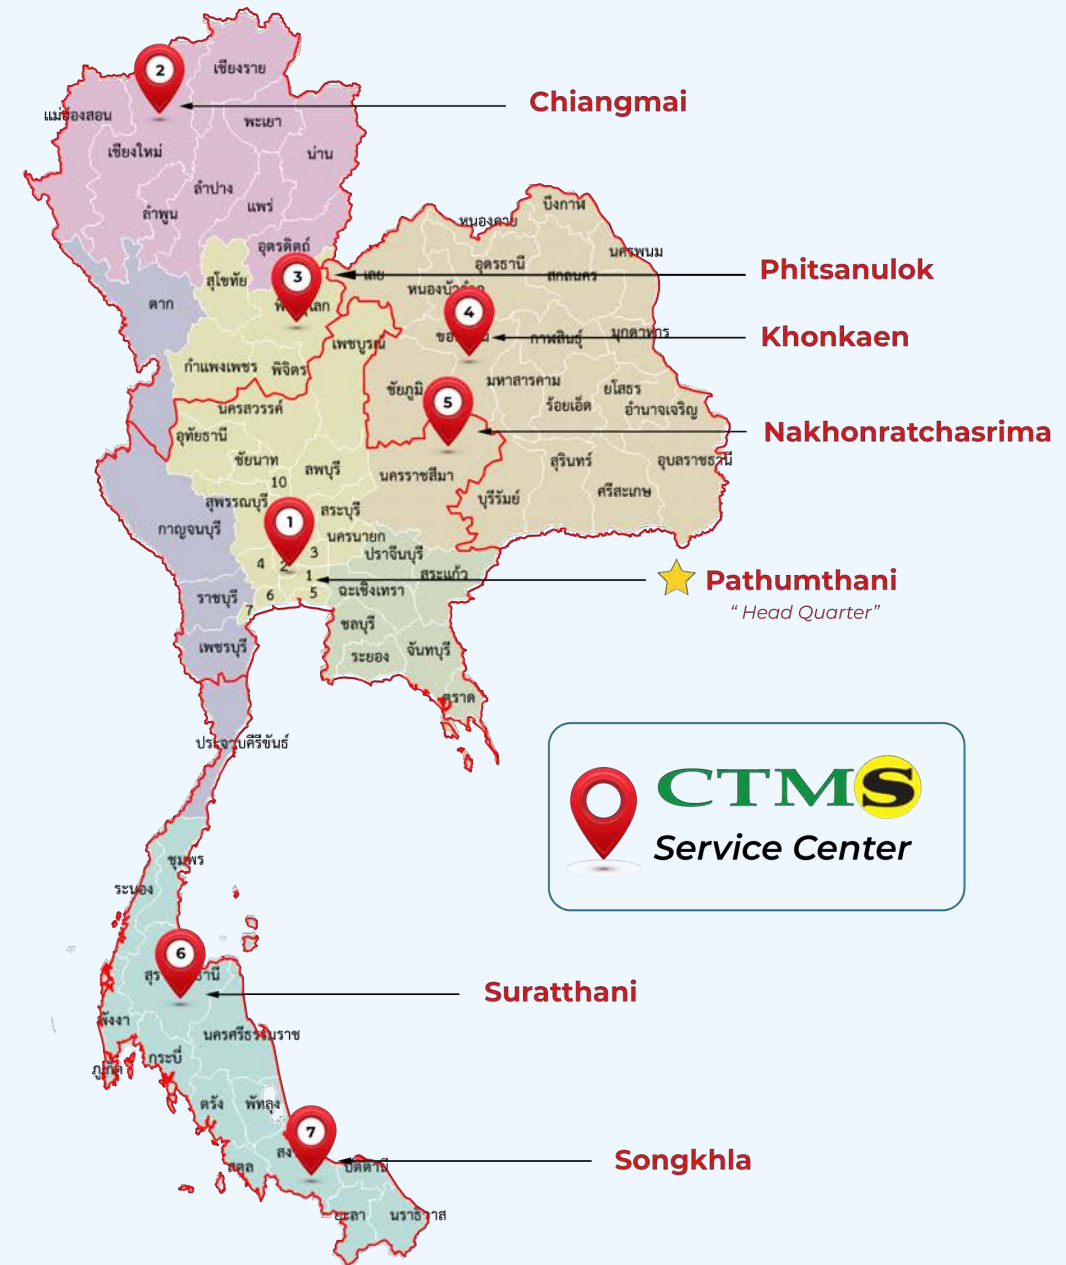 2
เชียงราย
Chiangmai
แม่ฮ่องสอน
พะเยา
เชียงใหม่
น่าน
ลำปาง
แพร่
ลำพูน
บึงกาฬ
หนองคาย
อุตรดิตถ์
นครพนม
สุโขทัย
3
เลย
อุดรธานี
สกลนคร
Phitsanulok
ตาก
4
มุกดาหาร
กาฬสินธุ์
Khonkaen
เพชรบูรณ์
กำแพงเพชร
พิจิตร
ชัยภูมิ
มหาสารคาม
ยโสธร
5
ร้อยเอ็ด
อำนาจเจริญ
นครสวรรค์
Nakhonratchasrima
อุทัยธานี
ชัยนาท
ลพบุรี
นครราชสีมา
สุรินทร์
อุบลราชธานี
10
สุพรรณบุรี
สระบุรี
บุรีรัมย์
ศรีสะเกษ
กาญจนบุรี
1
นครนายก
3
ปราจีนบุรี
4
2
1
สระแก้ว
Pathumthani
ราชบุรี
6
5
ฉะเชิงเทรา
7
“ Head Quarter”
ชลบุรี
เพชรบุรี
ระยอง
จันทบุรี
ตราด
ประจวบคีรีขันธ์
CTMS
Service Center
ชุมพร
ระนอง
6
Suratthani
พังงา
นครศรีธรรมราช
กระบี่
ภูเก็ต
ตรัง
พัทลุง
7
Songkhla
สตูล
ปัตตานี
ยะลา
นราธิวาส